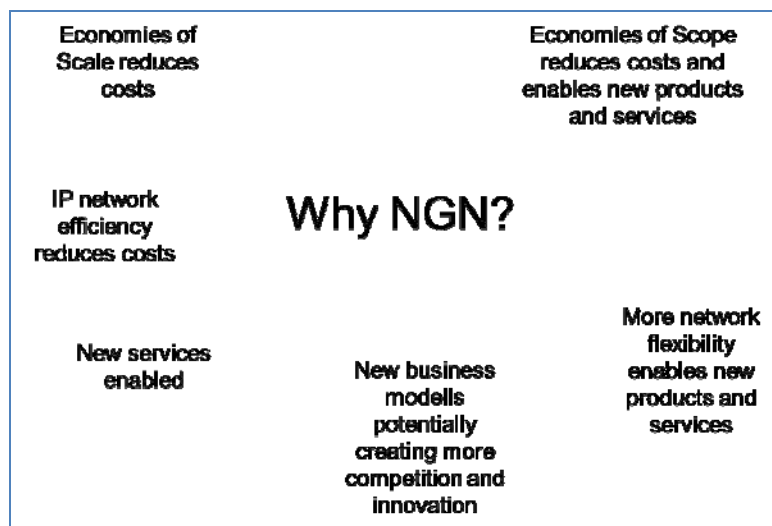 Economies of
Scale reduces
costs
Economies of Scope
reduces costs and
enables new products
and services
IP network
efficiency
reduces costs
Why NGN?
New services
enabled
New business
modells
potentially
creating more
competition and
innovation
More network
flexibility
enables new
products and
services